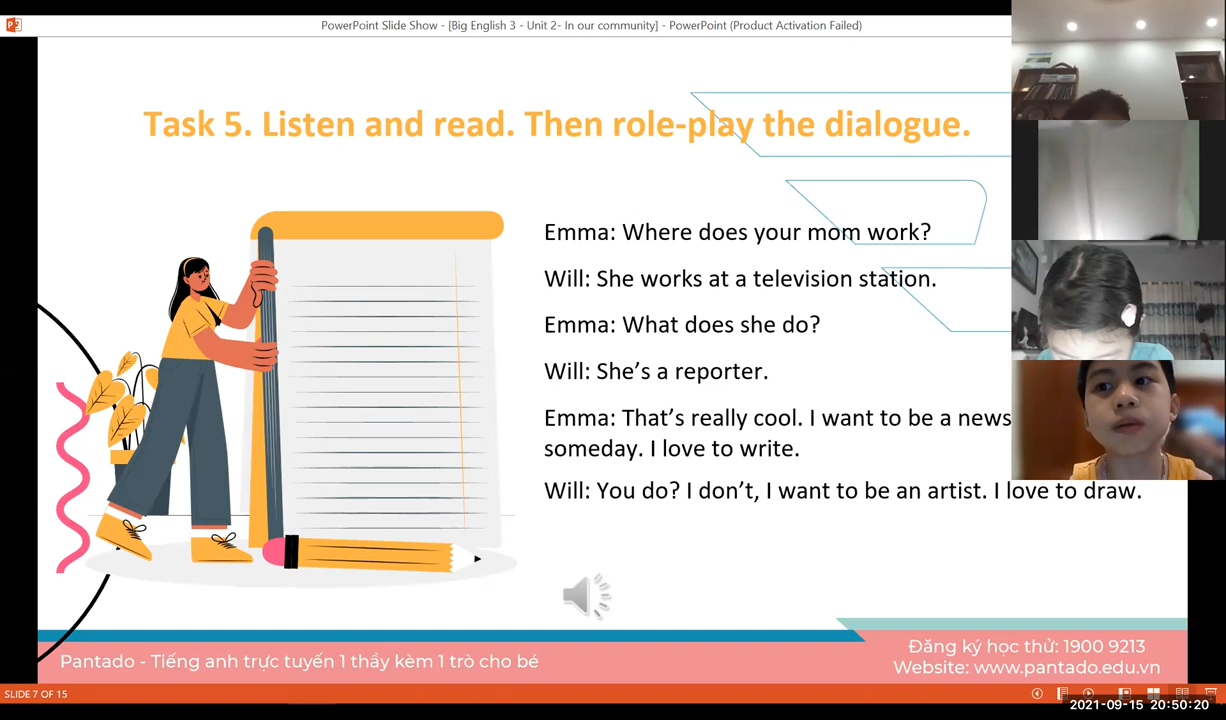 PowerPoint Slide Show - [Big English 3 - Unit 2- In our community] - PowerPoint (Product Activation Failed)
Task 5. Listen and read. Then role-play the dialogue.
Emma: Where does your mom work?
Will: She works at a television station.
Emma: What does she do?
Will: She's a reporter.
Emma: That's really cool. I want to be a news
someday. I love to write.
Will: You do? I don't, I want to be an artist. I love to draw.
Pantado - Tiếng anh trực tuyến 1 thầy kèm 1 trò cho bé
Đăng ký học thử: 1900 9213
Website: www.pantado.edu.vn
SLIDE 7 OF 15
2021-09-15 20:50:20